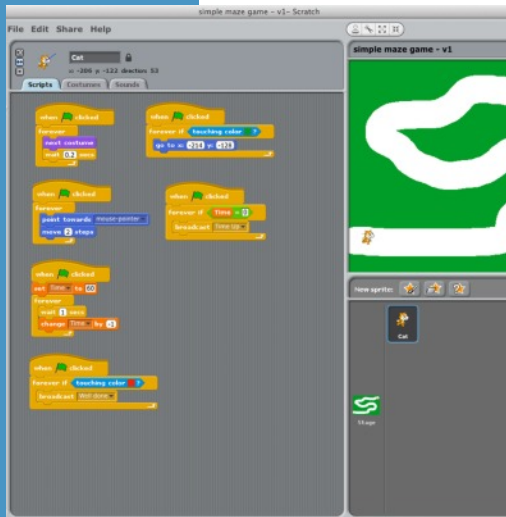 simple maze game - v1- Scratch
File Edit Share Help
Cat
x: -206 y: -122 direction: 53
Scripts Costumes Sounds
when clicked
forever
next costume
wait 0.2 secs
when clicked
forever if touching color ?
go to x: -214 y: -128
when clicked
forever
point towards mouse-pointer
move 2 steps
when clicked
forever if Time = 0
broadcast Time Up
when clicked
set Time to 60
forever
wait 1 secs
change Time by -1
when clicked
forever if touching color ?
broadcast Well done
simple maze game - v1
New sprite:
Cat
Stage